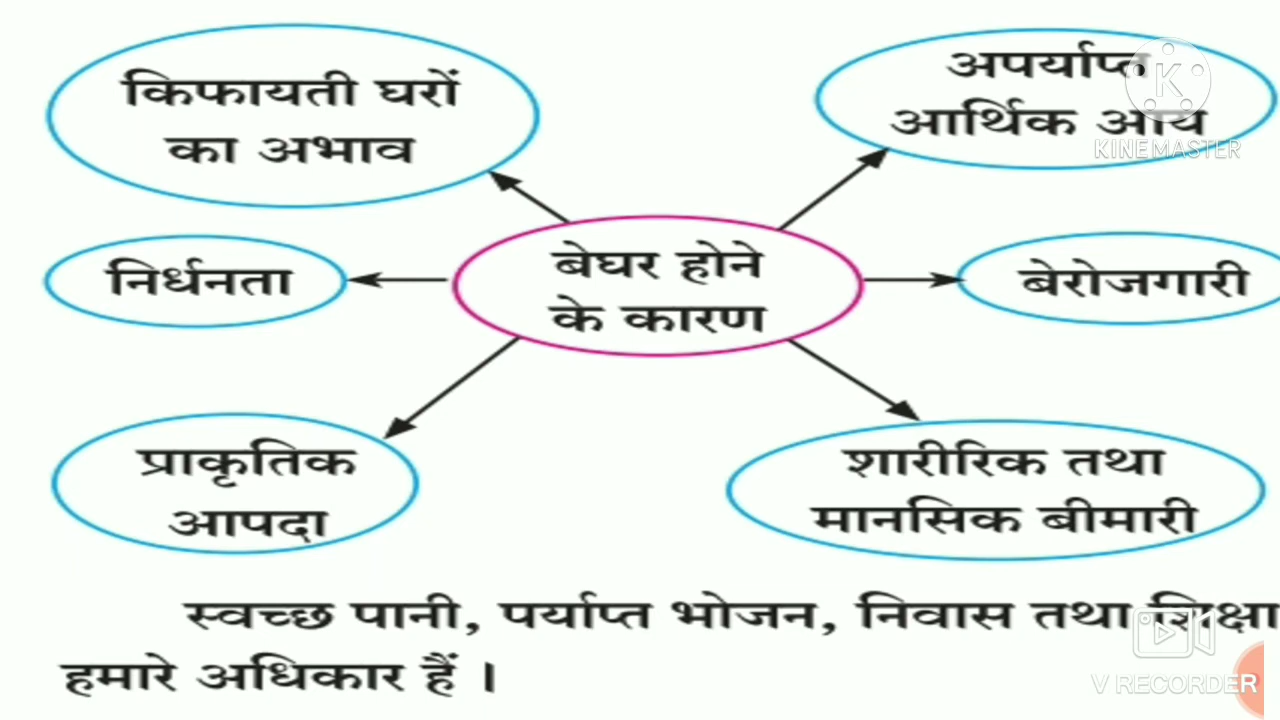 किफायती घरों
का अभाव
अपर्याप्त
आर्थिक आय
KINEMASTER
निर्धनता
बेघर होने
के कारण
बेरोजगारी
प्राकृतिक
आपदा
शारीरिक तथा
मानसिक बीमारी
स्वच्छ पानी, पर्याप्त भोजन, निवास तथा शिक्षा
हमारे अधिकार हैं ।
V RECORDER